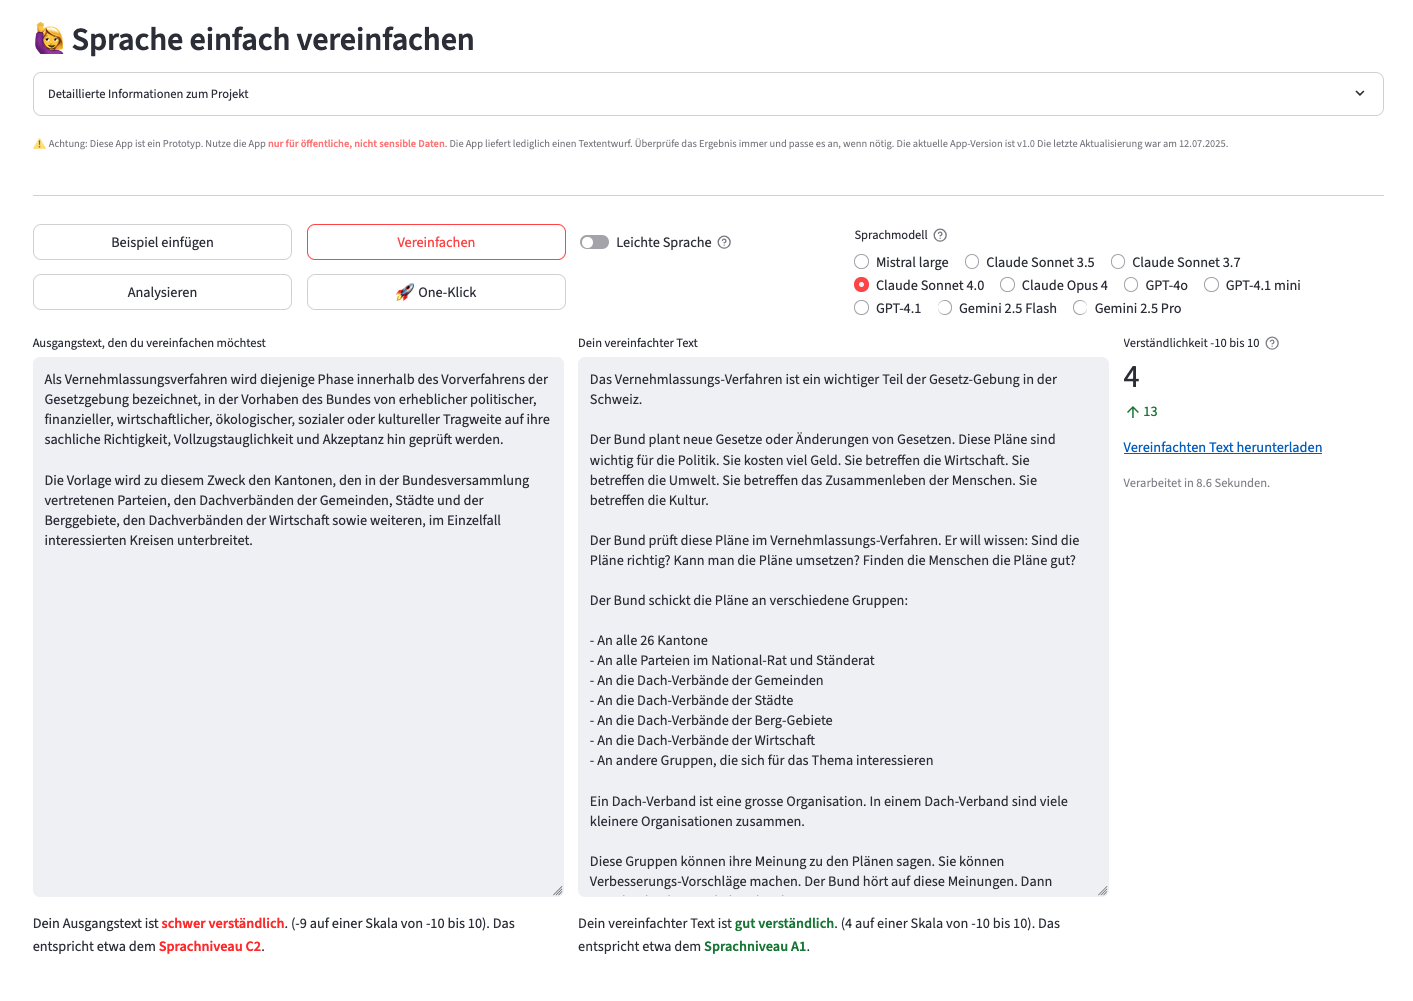 Sprache einfach vereinfachen
Detaillierte Informationen zum Projekt
Achtung: Diese App ist ein Prototyp. Nutze die App nur für öffentliche, nicht sensible Daten. Die App liefert lediglich einen Textentwurf. Überprüfe das Ergebnis immer und passe es an, wenn nötig. Die aktuelle App-Version ist v1.0 Die letzte Aktualisierung war am 12.07.2025.
Beispiel einfügen
Vereinfachen
Leichte Sprache
Analysieren
One-Klick
Sprachmodell
Mistral large Claude Sonnet 3.5 Claude Sonnet 3.7
Claude Sonnet 4.0 Claude Opus 4 GPT-4o GPT-4.1 mini
GPT-4.1 Gemini 2.5 Flash Gemini 2.5 Pro
Ausgangstext, den du vereinfachen möchtest
Als Vernehmlassungsverfahren wird diejenige Phase innerhalb des Vorverfahrens der
Gesetzgebung bezeichnet, in der Vorhaben des Bundes von erheblicher politischer,
finanzieller, wirtschaftlicher, ökologischer, sozialer oder kultureller Tragweite auf ihre
sachliche Richtigkeit, Vollzugstauglichkeit und Akzeptanz hin geprüft werden.
Die Vorlage wird zu diesem Zweck den Kantonen, den in der Bundesversammlung
vertretenen Parteien, den Dachverbänden der Gemeinden, Städte und der
Berggebiete, den Dachverbänden der Wirtschaft sowie weiteren, im Einzelfall
interessierten Kreisen unterbreitet.
Dein Ausgangstext ist schwer verständlich. (-9 auf einer Skala von -10 bis 10). Das
entspricht etwa dem Sprachniveau C2.
Dein vereinfachter Text
Das Vernehmlassungs-Verfahren ist ein wichtiger Teil der Gesetz-Gebung in der
Schweiz.
Der Bund plant neue Gesetze oder Änderungen von Gesetzen. Diese Pläne sind
wichtig für die Politik. Sie kosten viel Geld. Sie betreffen die Wirtschaft. Sie
betreffen die Umwelt. Sie betreffen das Zusammenleben der Menschen. Sie
betreffen die Kultur.
Der Bund prüft diese Pläne im Vernehmlassungs-Verfahren. Er will wissen: Sind die
Pläne richtig? Kann man die Pläne umsetzen? Finden die Menschen die Pläne gut?
Der Bund schickt die Pläne an verschiedene Gruppen:
- An alle 26 Kantone
- An alle Parteien im National-Rat und Ständerat
- An die Dach-Verbände der Gemeinden
- An die Dach-Verbände der Städte
- An die Dach-Verbände der Berg-Gebiete
- An die Dach-Verbände der Wirtschaft
- An andere Gruppen, die sich für das Thema interessieren
Ein Dach-Verband ist eine grosse Organisation. In einem Dach-Verband sind viele
kleinere Organisationen zusammen.
Diese Gruppen können ihre Meinung zu den Plänen sagen. Sie können
Verbesserungs-Vorschläge machen. Der Bund hört auf diese Meinungen. Dann
Dein vereinfachter Text ist gut verständlich. (4 auf einer Skala von -10 bis 10). Das
entspricht etwa dem Sprachniveau A1.
Verständlichkeit -10 bis 10
4
↑ 13
Vereinfachten Text herunterladen
Verarbeitet in 8.6 Sekunden.